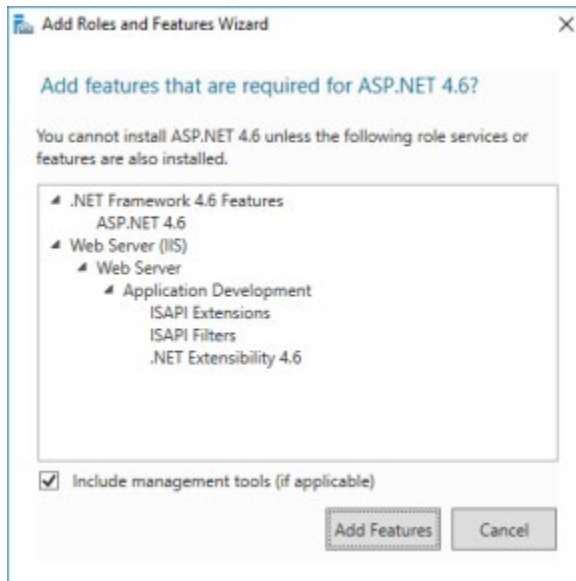 Add Roles and Features Wizard
Add features that are required for ASP.NET 4.6?
You cannot install ASP.NET 4.6 unless the following role services or
features are also installed.
.NET Framework 4.6 Features
ASP.NET 4.6
Web Server (IIS)
Web Server
Application Development
ISAPI Extensions
ISAPI Filters
.NET Extensibility 4.6
Include management tools (if applicable)
Add Features
Cancel